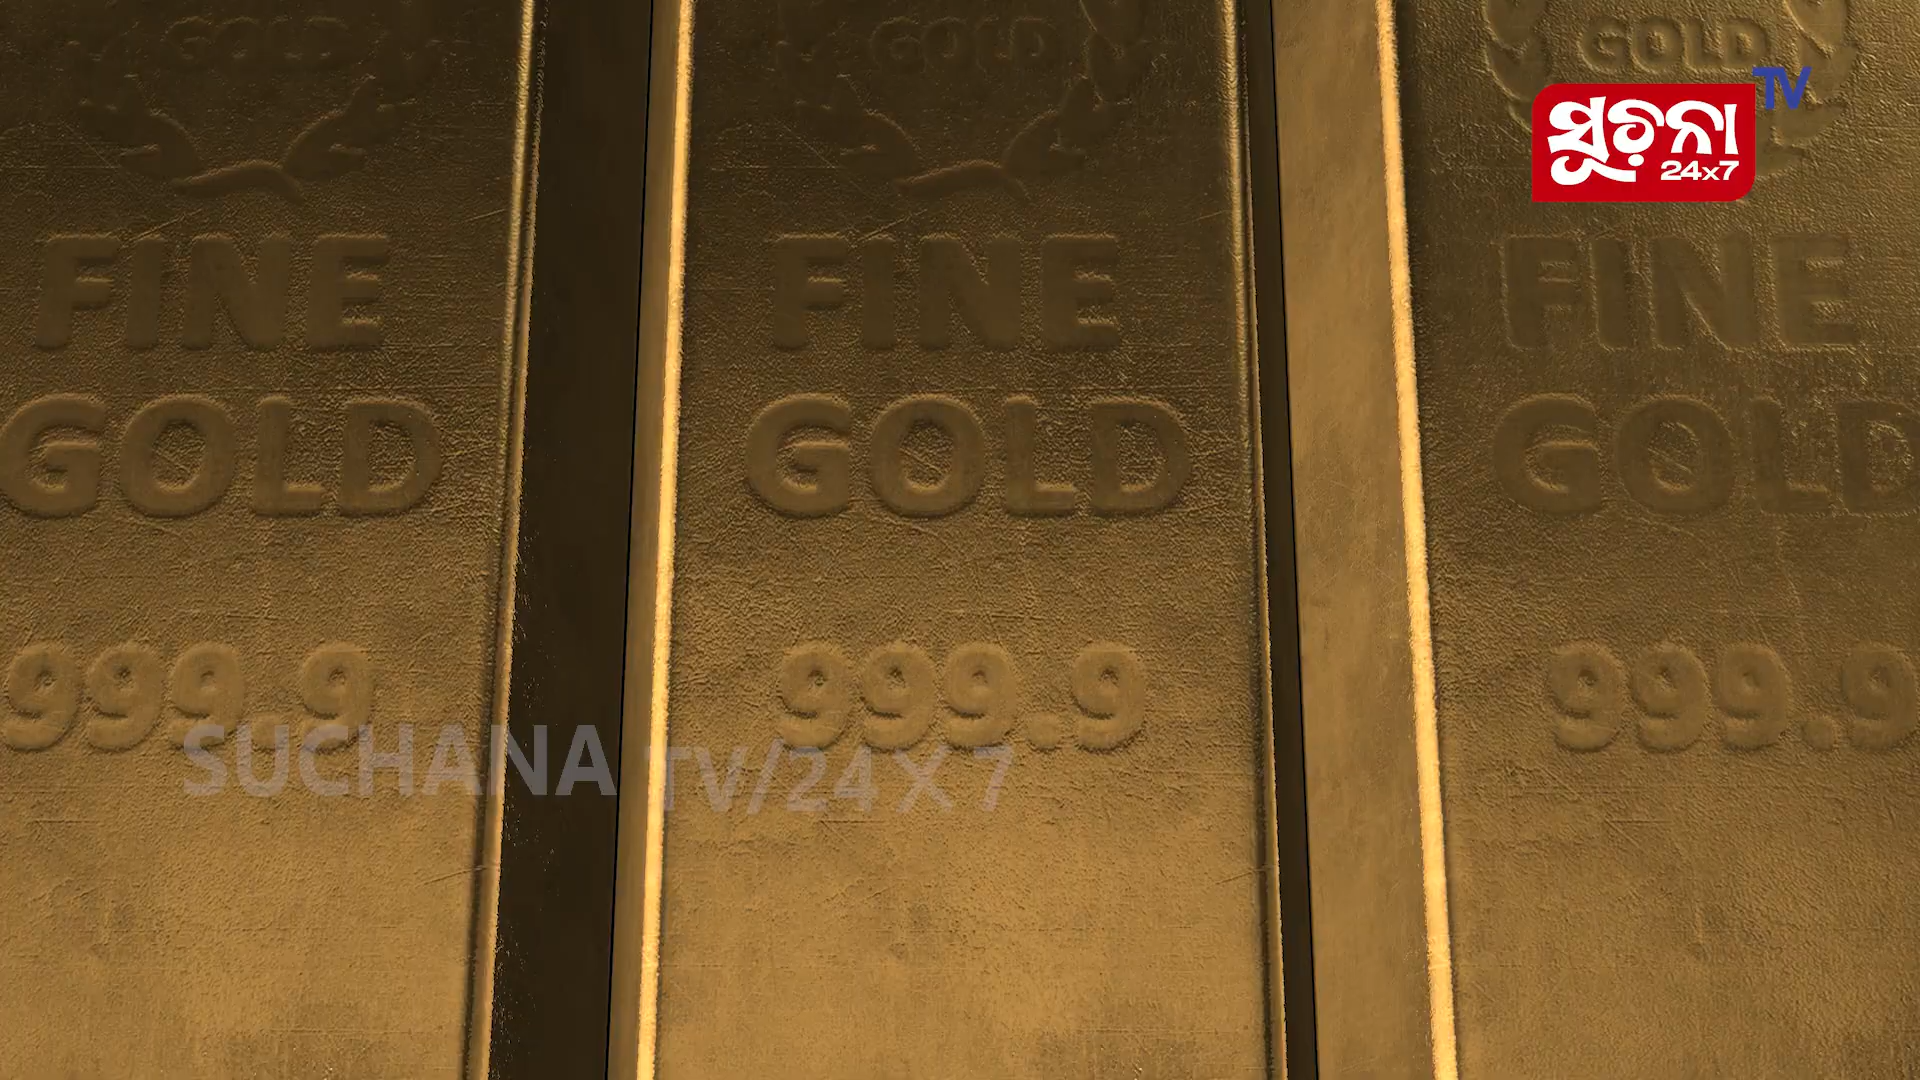 GOLD
GOLD
GOLD
TV
ସୁଚନା
24x7
FINE
FINE
FINE
GOLD
GOLD
GOLD
999.9
999.9
999.9
SUCHANA TV/24X7